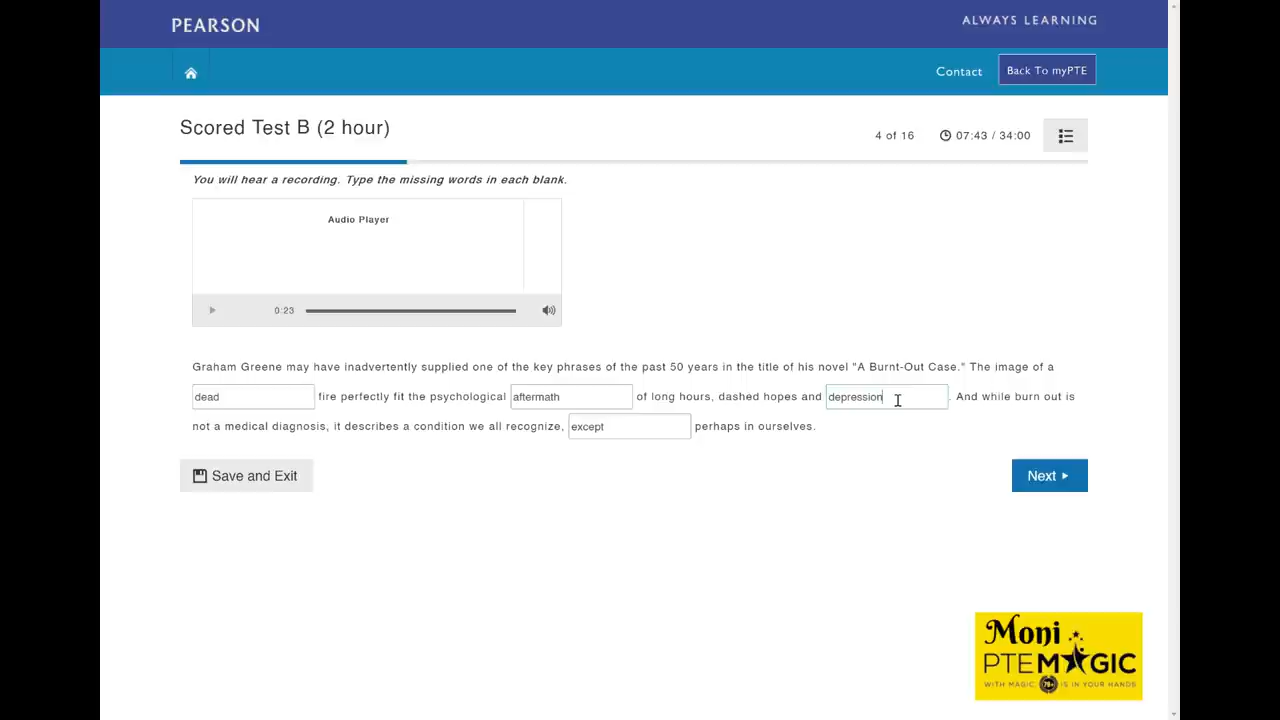 PEARSON
ALWAYS LEARNING
Contact
Back To myPTE
Scored Test B (2 hour)
4 of 16
07:43 / 34:00
You will hear a recording. Type the missing words in each blank.
Audio Player
0:23
Graham Greene may have inadvertently supplied one of the key phrases of the past 50 years in the title of his novel "A Burnt-Out Case." The image of a
dead fire perfectly fit the psychological aftermath of long hours, dashed hopes and depression . And while burn out is
not a medical diagnosis, it describes a condition we all recognize, except perhaps in ourselves.
Save and Exit
Next
Moni
PTEMAGIC
WITH MAGIC, 79+ IS IN YOUR HANDS